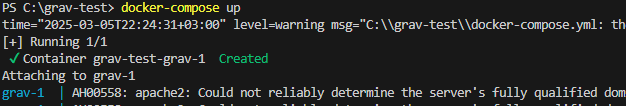 PS C:\grav-test> docker-compose up
time="2025-03-05T22:24:31+03:00" level=warning msg="C:\\grav-test\\docker-compose.yml: th
[+] Running 1/1
✔Container grav-test-grav-1 Created
Attaching to grav-1
grav-1 | AH00558: apache2: Could not reliably determine the server's fully qualified dom